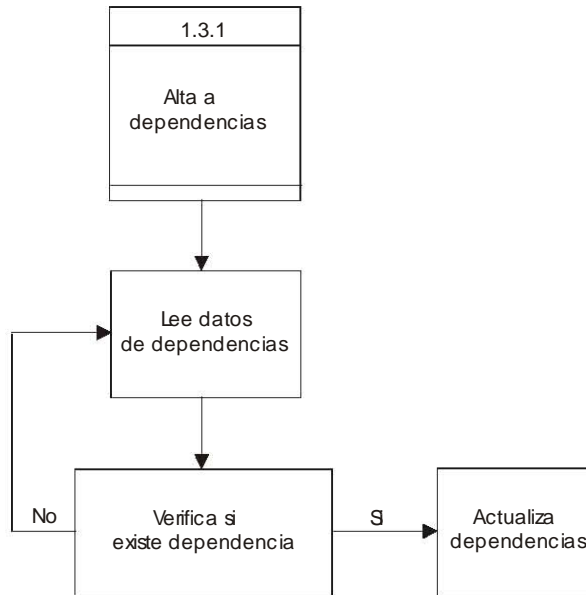 1.3.1
Alta a
dependencias
Lee datos
de dependencias
No
Verifica si
existe dependencia
Si
Actualiza
dependencias